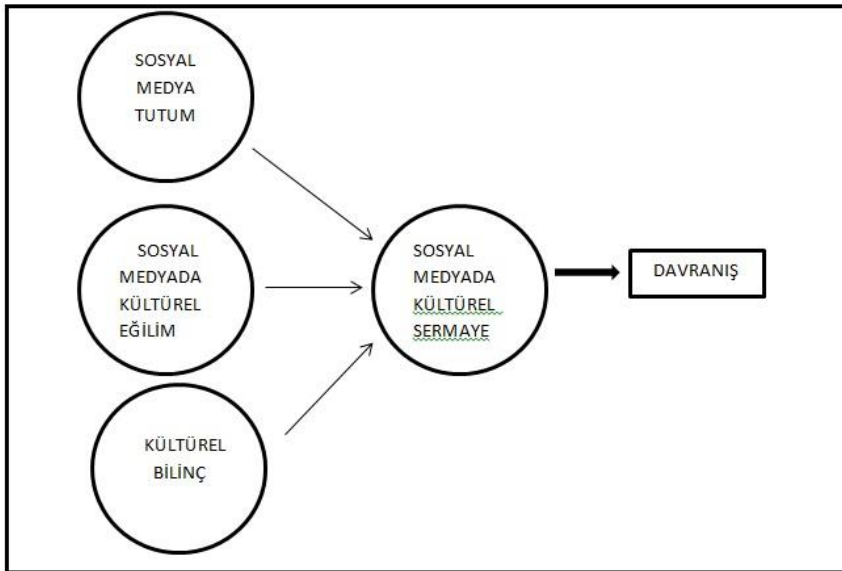 SOSYAL
MEDYA
TUTUM
SOSYAL
MEDYADA
KÜLTÜREL
EĞİLİM
KÜLTÜREL
BİLİNÇ
SOSYAL
MEDYADA
KÜLTÜREL
SERMAYE
DAVRANIŞ